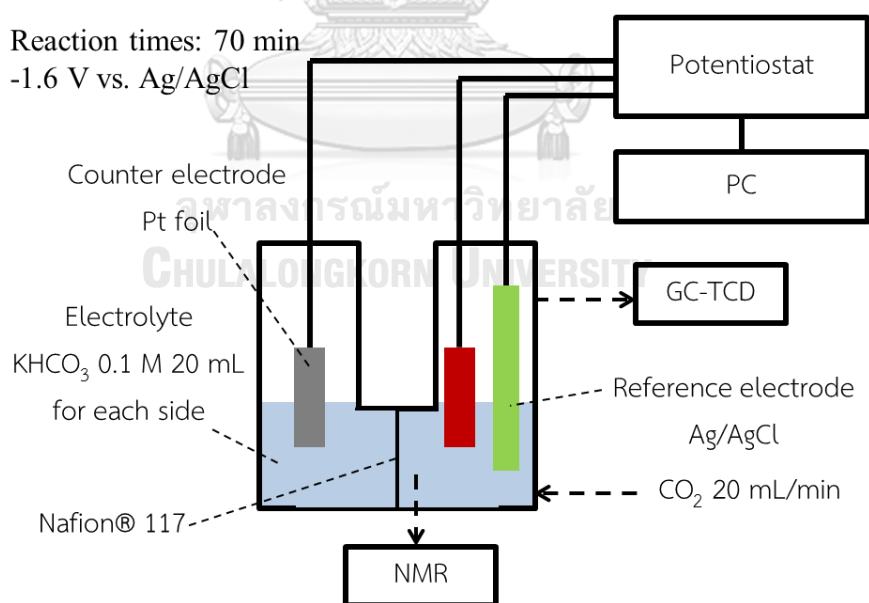 Reaction times: 70 min
-1.6 V vs. Ag/AgCl
Potentiostat
PC
Counter electrode
Pt foil
จุฬาลงกรณ์มหาวิทยาลัย
CHULALONGKORN UNIVERSITY
GC-TCD
Electrolyte
KHCO₃ 0.1 M 20 mL
for each side
Reference electrode
Ag/AgCl
CO₂ 20 mL/min
Nafion® 117
NMR